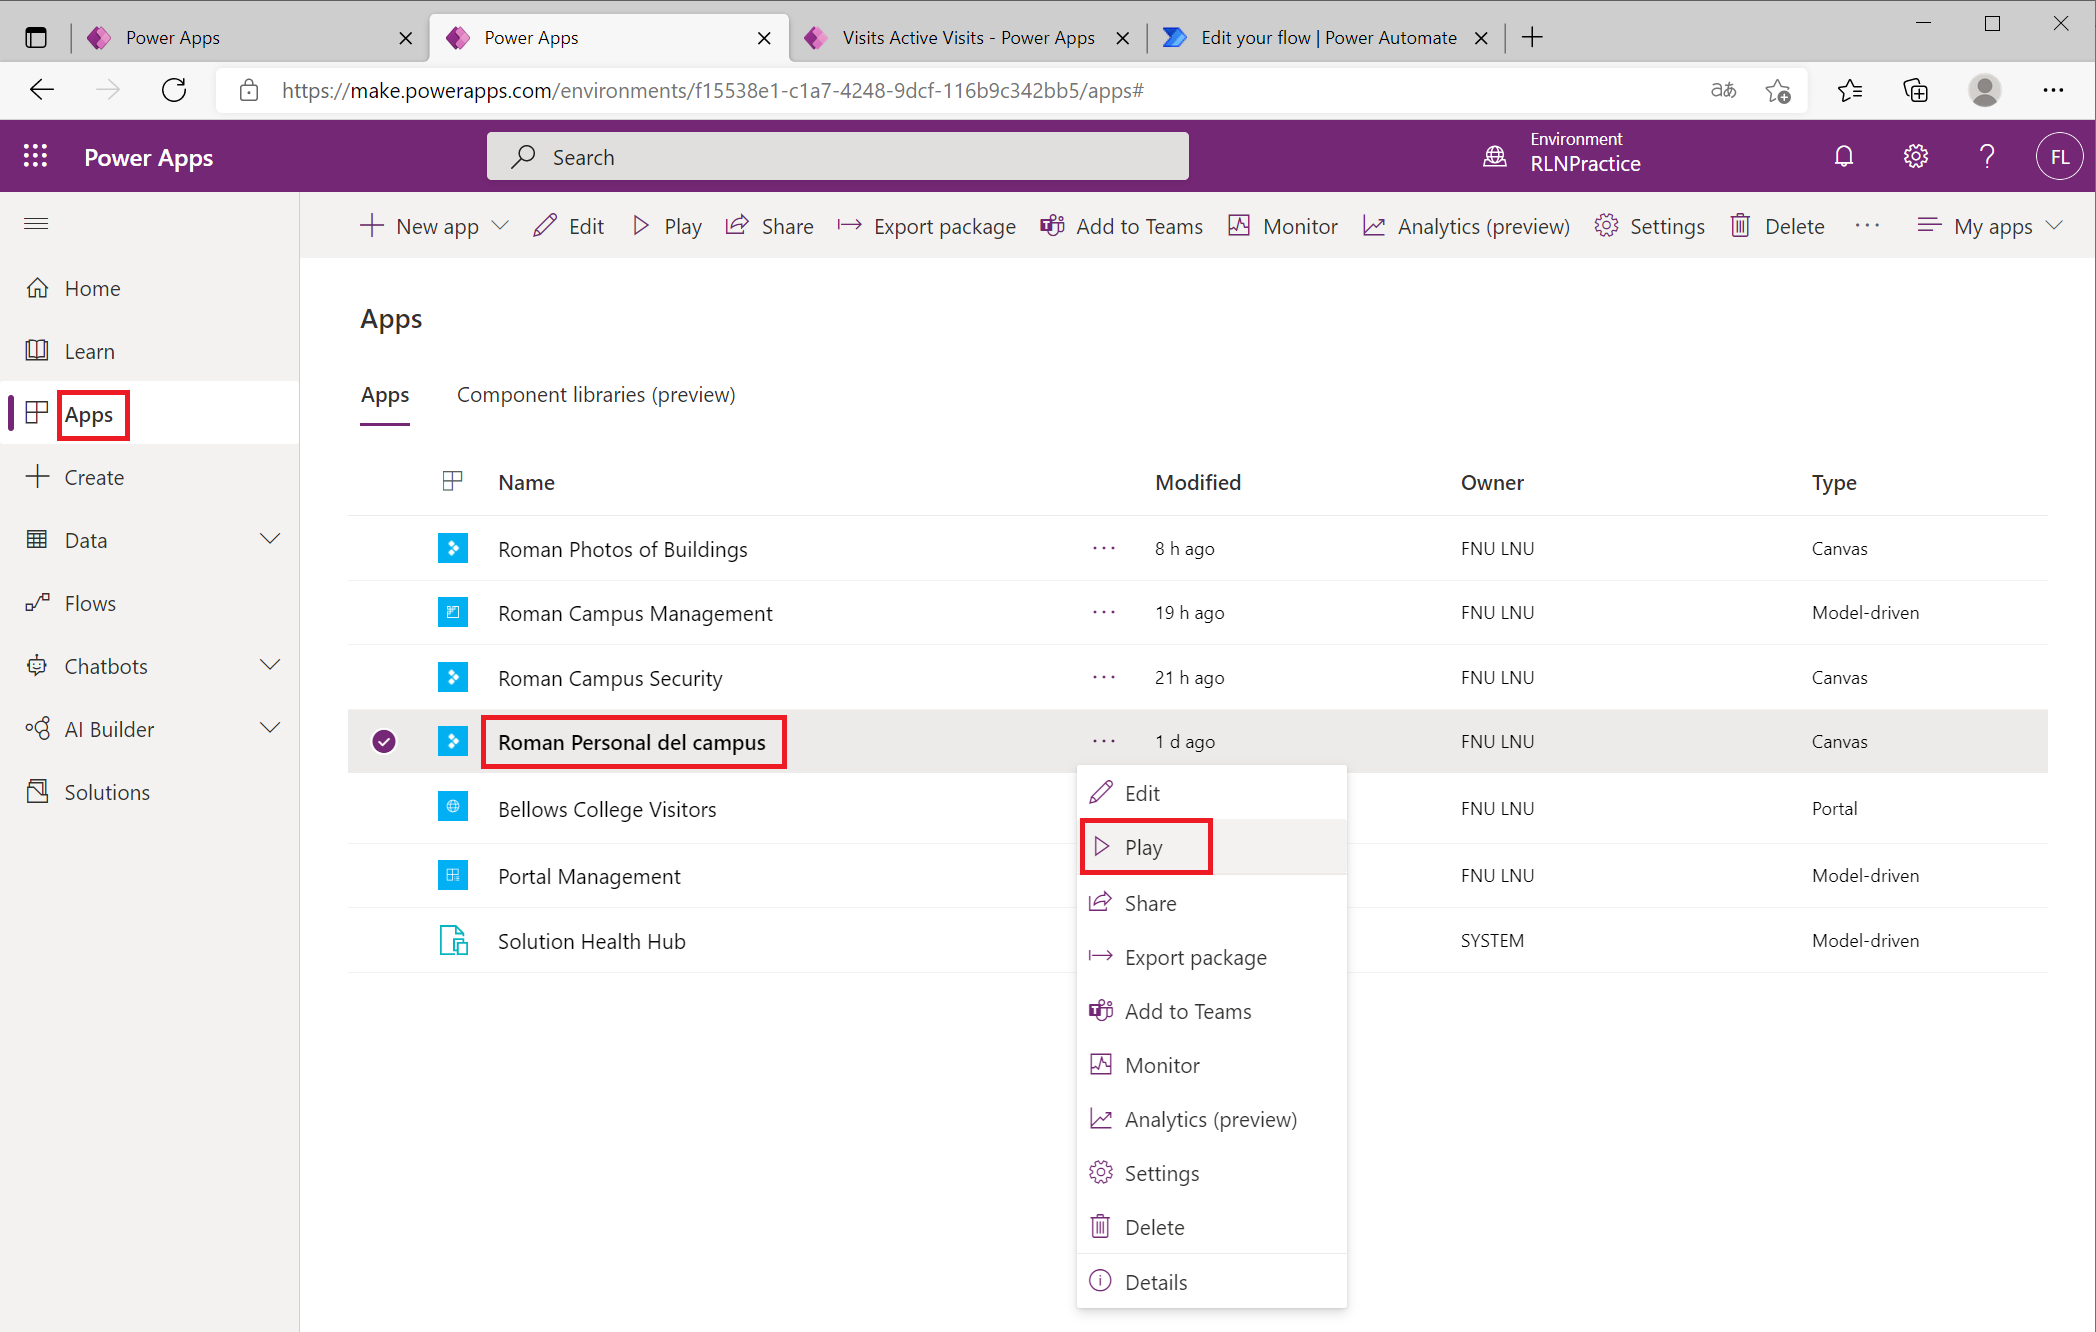 Power Apps
Power Apps
Visits Active Visits - Power Apps
Edit your flow | Power Automate
https://make.powerapps.com/environments/f15538e1-c1a7-4248-9dcf-116b9c342bb5/apps#
aあ
Power Apps
Search
Environment
RLNPractice
?
FL
New app
Edit
Play
Share
Export package
Add to Teams
Monitor
Analytics (preview)
Settings
Delete
My apps
Home
Learn
Apps
Create
Data
Flows
Chatbots
AI Builder
Solutions
Apps
Apps
Component libraries (preview)
Name Modified Owner Type
Roman Photos of Buildings 8 h ago FNU LNU Canvas
Roman Campus Management 19 h ago FNU LNU Model-driven
Roman Campus Security 21 h ago FNU LNU Canvas
Roman Personal del campus 1 d ago FNU LNU Canvas
Bellows College Visitors FNU LNU Portal
Portal Management FNU LNU Model-driven
Solution Health Hub SYSTEM Model-driven
Edit
Play
Share
Export package
Add to Teams
Monitor
Analytics (preview)
Settings
Delete
Details